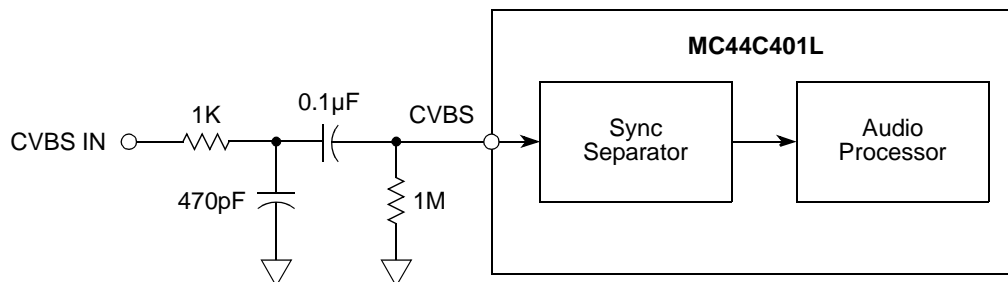 MC44C401L
0.1µF
1K
CVBS
CVBS IN
Sync
Separator
Audio
Processor
470pF
1M